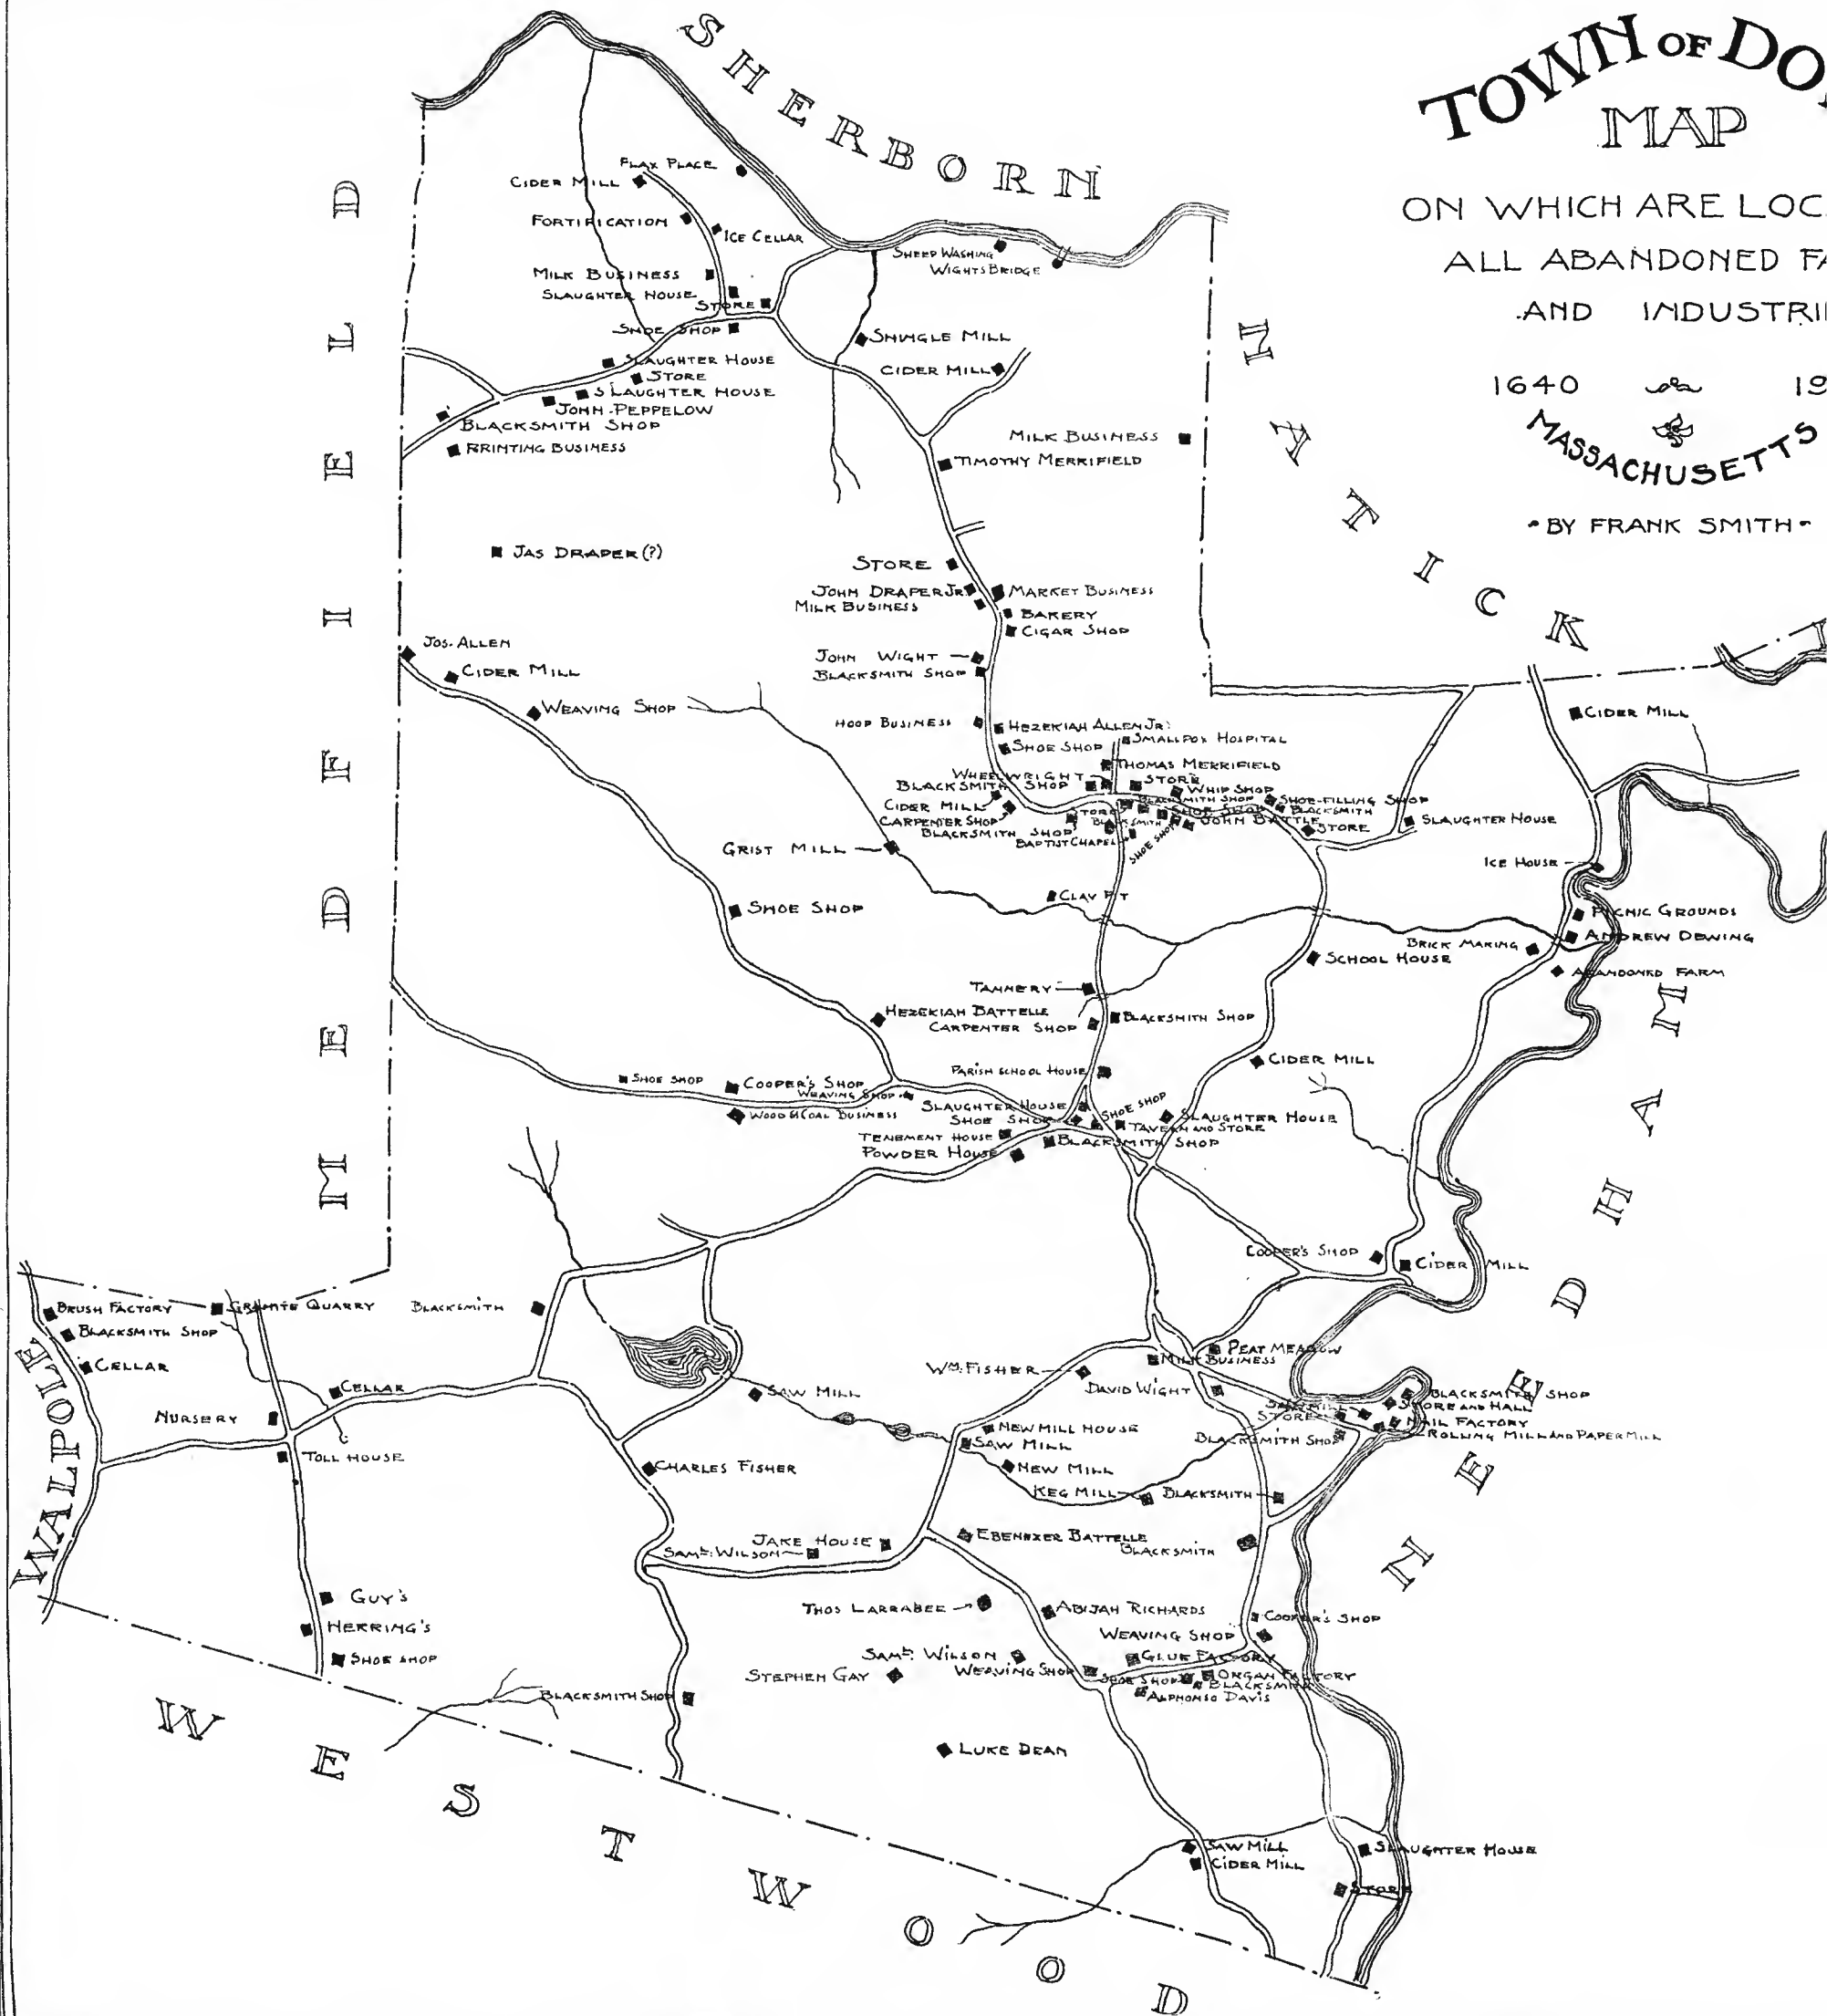 TOWN OF DO
MAP
ON WHICH ARE LOC
ALL ABANDONED FA
AND INDUSTRI
1640 19
MASSACHUSETTS
- BY FRANK SMITH -
SHERBORN
NATICK
MEDFIELD
NEEDHAM
WALPOLE
WESTWOOD
FLAX PLACE
CIDER MILL
FORTIFICATION
ICE CELLAR
SHEEP WASHING
WIGHTS BRIDGE
MILK BUSINESS
SLAUGHTER HOUSE
STORE
SHOE SHOP
SHINGLE MILL
SLAUGHTER HOUSE
CIDER MILL
STORE
SLAUGHTER HOUSE
JOHN PEPPELOW
BLACKSMITH SHOP
PRINTING BUSINESS
MILK BUSINESS
TIMOTHY MERRIFIELD
JAS DRAPER (?)
STORE
JOHN DRAPER JR
MARKET BUSINESS
MILK BUSINESS
BAKERY
CIGAR SHOP
JOS. ALLEN
CIDER MILL
JOHN WIGHT
BLACKSMITH SHOP
WEAVING SHOP
CIDER MILL
HOOP BUSINESS
HEZEKIAH ALLEN JR.
SMALLPOX HOSPITAL
SHOE SHOP
THOMAS MERRIFIELD
WHEELWRIGHT
STORE
BLACKSMITH SHOP
WHIP SHOP
CIDER MILL
BLACKSMITH SHOP
SHOE-FILLING SHOP
CARPENTER SHOP
STORE
SHOE SHOP
BLACKSMITH
BLACKSMITH SHOP
BLACKSMITH
JOHN BATTLE
STORE
SLAUGHTER HOUSE
BAPTIST CHAPEL
SHOE SHOP
GRIST MILL
ICE HOUSE
CLAY PIT
SHOE SHOP
PICNIC GROUNDS
BRICK MAKING
ANDREW DEWING
SCHOOL HOUSE
ABANDONED FARM
TANNERY
HEZEKIAH BATTELLE
CARPENTER SHOP
BLACKSMITH SHOP
CIDER MILL
PARISH SCHOOL HOUSE
SHOE SHOP
COOPER'S SHOP
WEAVING SHOP
WOOD & COAL BUSINESS
SLAUGHTER HOUSE
SHOE SHOP
SHOE SHOP
SLAUGHTER HOUSE
TAVERN AND STORE
TENEMENT HOUSE
BLACKSMITH SHOP
POWDER HOUSE
COOPER'S SHOP
CIDER MILL
BRUSH FACTORY
GRANITE QUARRY
BLACKSMITH
BLACKSMITH SHOP
CELLAR
PEAT MEADOW
MILK BUSINESS
WM. FISHER
DAVID WIGHT
CELLAR
SAW MILL
BLACKSMITH SHOP
SAW MILL
STORE AND HALL
STORE
NAIL FACTORY
NURSERY
NEW MILL HOUSE
BLACKSMITH SHOP
ROLLING MILL AND PAPER MILL
SAW MILL
TOLL HOUSE
CHARLES FISHER
NEW MILL
KEG MILL
BLACKSMITH
JAKE HOUSE
EBENEZER BATTELLE
SAML. WILSON
BLACKSMITH
GUY'S
THOS LARRABEE
ABIJAH RICHARDS
COOPER'S SHOP
HERRING'S
WEAVING SHOP
SHOE SHOP
SAML. WILSON
GLUE FACTORY
STEPHEN GAY
WEAVING SHOP
SHOE SHOP
ORGAN FACTORY
BLACKSMITH
BLACKSMITH SHOP
ALPHONSO DAVIS
LUKE DEAN
SAW MILL
SLAUGHTER HOUSE
CIDER MILL
STORE